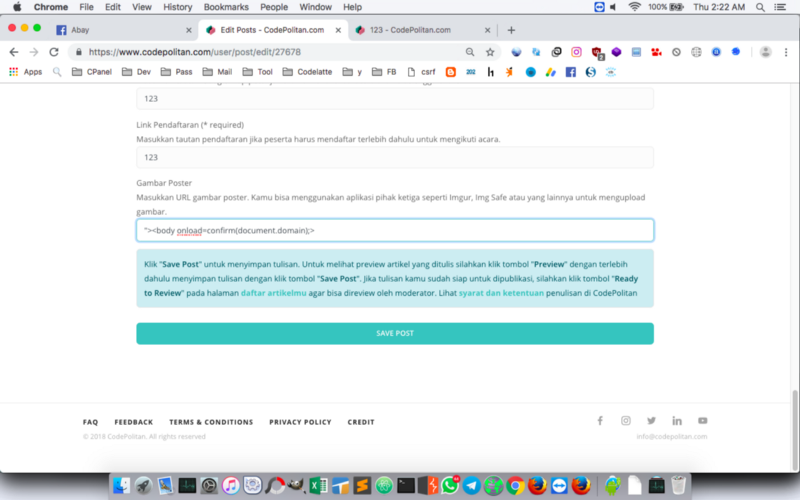 Chrome File Edit View History Bookmarks People Window Help 100% Thu 2:22 AM
Abay Edit Posts - CodePolitan.com 123 - CodePolitan.com
https://www.codepolitan.com/user/post/edit/27678
Apps CPanel Dev Pass Mail Tool Codelatte y FB csrf
123
Link Pendaftaran (* required)
Masukkan tautan pendaftaran jika peserta harus mendaftar terlebih dahulu untuk mengikuti acara.
123
Gambar Poster
Masukkan URL gambar poster. Kamu bisa menggunakan aplikasi pihak ketiga seperti Imgur, Img Safe atau yang lainnya untuk mengupload
gambar.
"><body onload=confirm(document.domain);>
Klik "Save Post" untuk menyimpan tulisan. Untuk melihat preview artikel yang ditulis silahkan klik tombol "Preview" dengan terlebih
dahulu menyimpan tulisan dengan klik tombol "Save Post". Jika tulisan kamu sudah siap untuk dipublikasi, silahkan klik tombol "Ready
to Review" pada halaman daftar artikelmu agar bisa direview oleh moderator. Lihat syarat dan ketentuan penulisan di CodePolitan
SAVE POST
FAQ FEEDBACK TERMS & CONDITIONS PRIVACY POLICY CREDIT
© 2018 CodePolitan. All rights reserved
info@codepolitan.com